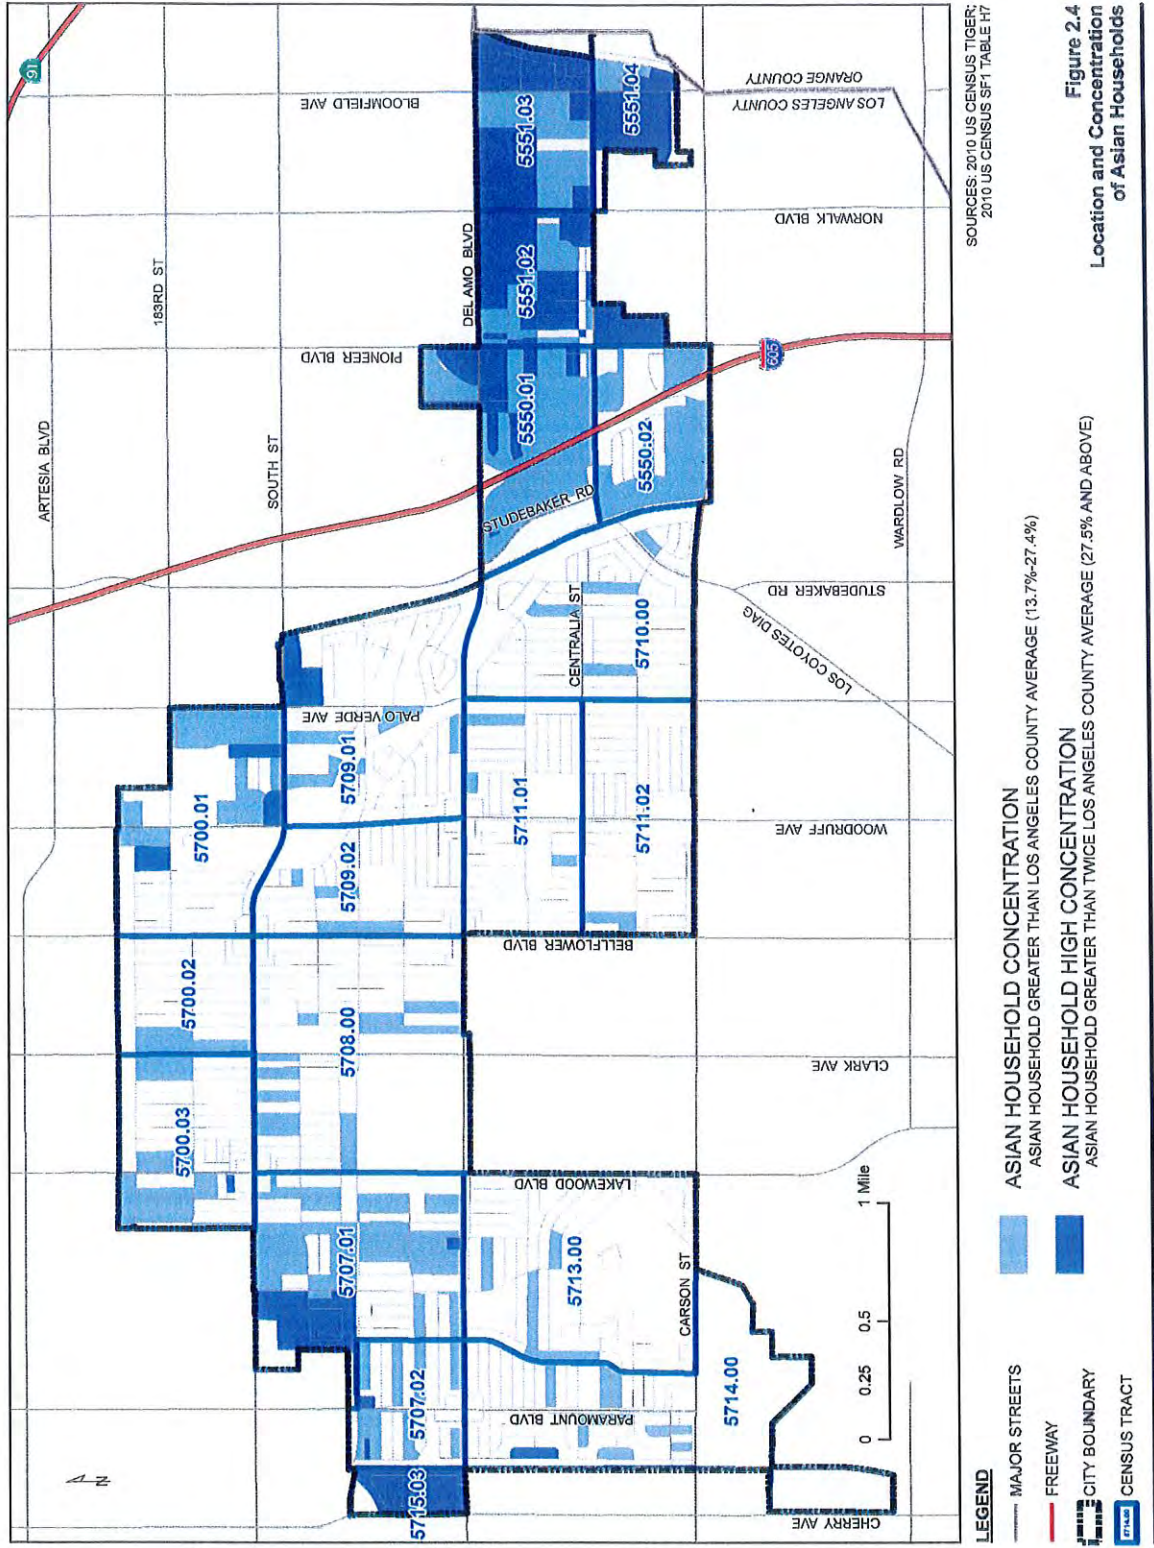 91
ARTESIA BLVD
183RD ST
SOUTH ST
PIONEER BLVD
BLOOMFIELD AVE
DEL AMO BLVD
5700.03
5700.02
5700.01
PALO VERDE AVE
5715.03
5707.02
5707.01
5708.00
5709.02
5709.01
STUDEBAKER RD
5550.01
5551.02
5551.03
5551.04
PARAMOUNT BLVD
5713.00
LAKEWOOD BLVD
BELLFLOWER BLVD
5711.01
5711.02
CENTRALIA ST
5710.00
5550.02
CARSON ST
5714.00
CHERRY AVE
CLARK AVE
WOODRUFF AVE
LOS COYOTES DIAG
STUDEBAKER RD
WARDLOW RD
605
NORWALK BLVD
LOS ANGELES COUNTY
ORANGE COUNTY
N
0 0.25 0.5 1 Mile
SOURCES: 2010 US CENSUS TIGER;
2010 US CENSUS SF1 TABLE H7
LEGEND
MAJOR STREETS
FREEWAY
CITY BOUNDARY
5714.00
CENSUS TRACT
ASIAN HOUSEHOLD CONCENTRATION
ASIAN HOUSEHOLD GREATER THAN LOS ANGELES COUNTY AVERAGE (13.7%-27.4%)
ASIAN HOUSEHOLD HIGH CONCENTRATION
ASIAN HOUSEHOLD GREATER THAN TWICE LOS ANGELES COUNTY AVERAGE (27.5% AND ABOVE)
Figure 2.4
Location and Concentration
of Asian Households